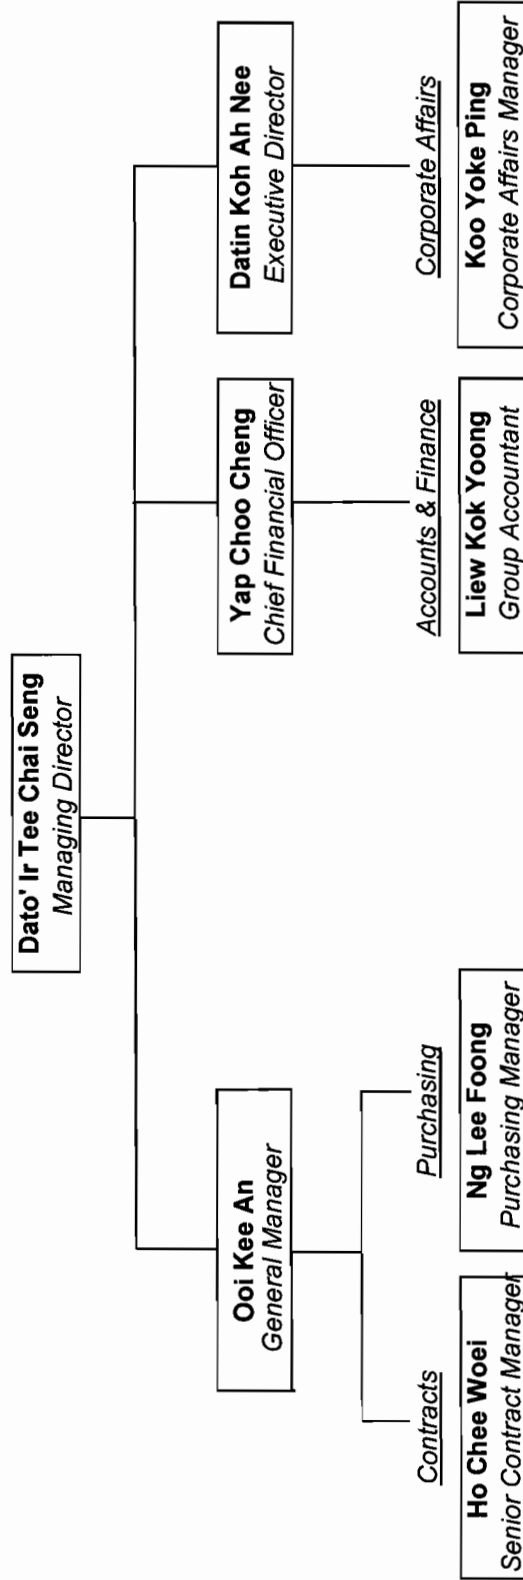 Dato' Ir Tee Chai Seng
Managing Director
Ooi Kee An
General Manager
Yap Choo Cheng
Chief Financial Officer
Datin Koh Ah Nee
Executive Director
Contracts
Purchasing
Accounts & Finance
Corporate Affairs
Ho Chee Woei
Senior Contract Manager
Ng Lee Foong
Purchasing Manager
Liew Kok Yoong
Group Accountant
Koo Yoke Ping
Corporate Affairs Manager